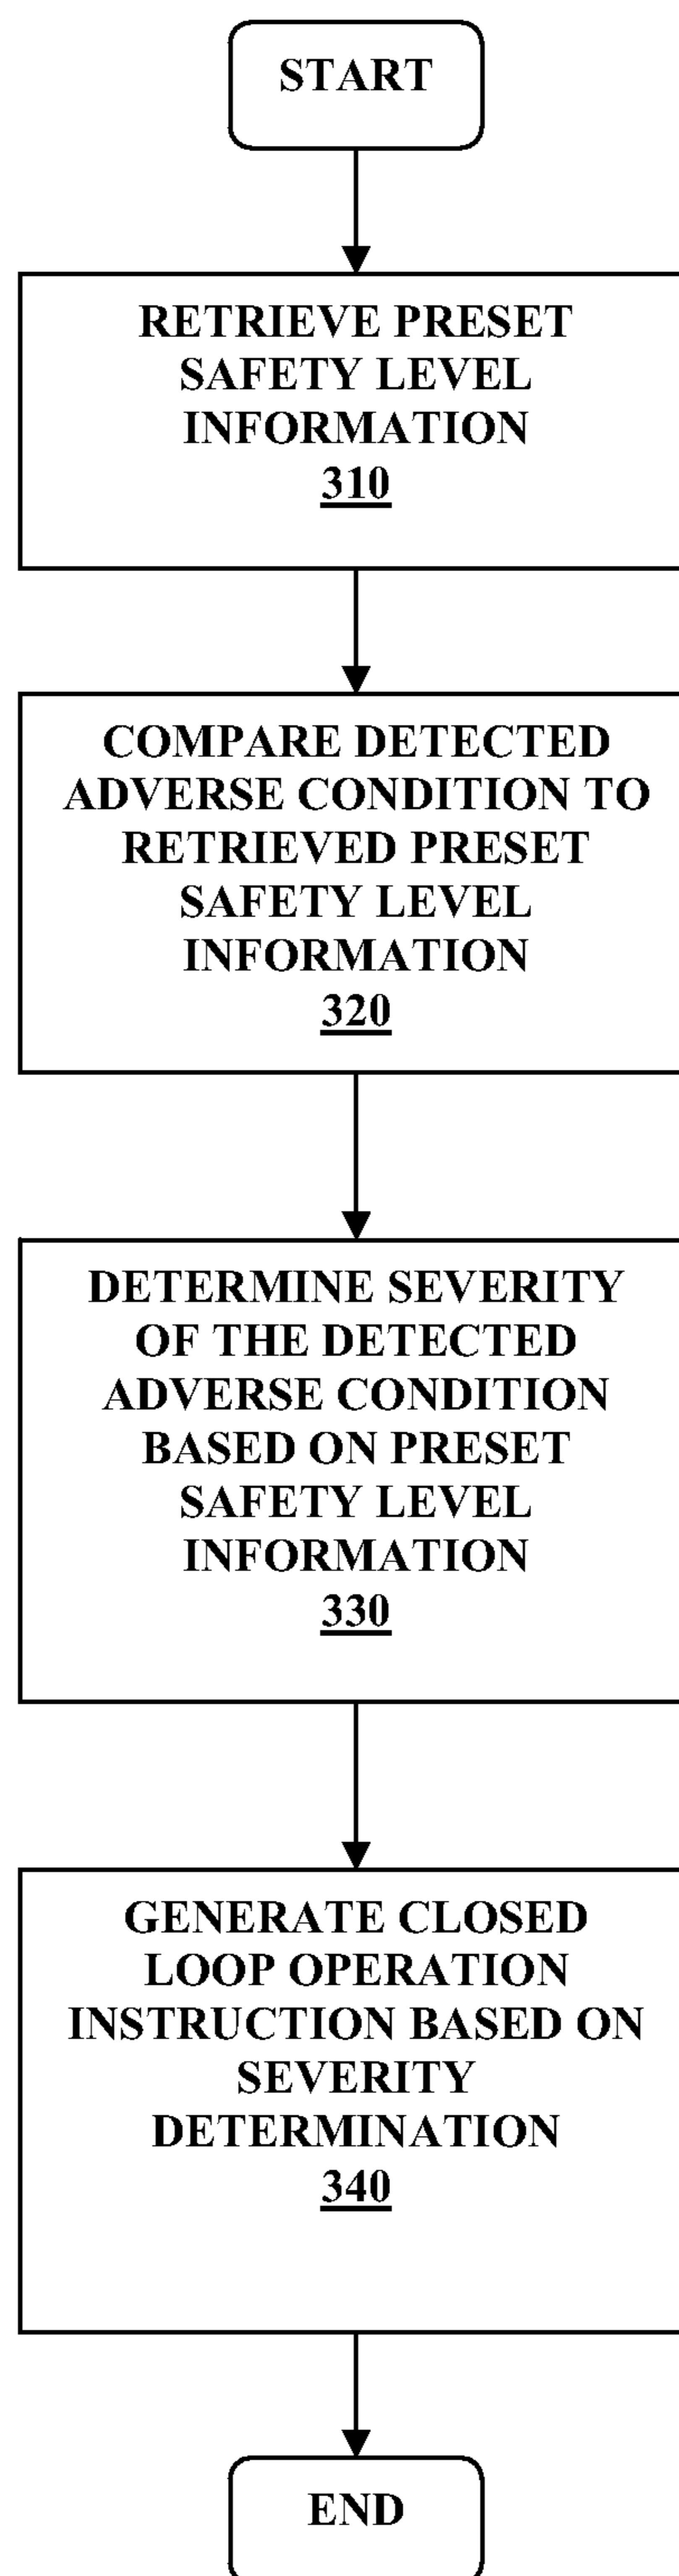 START
RETRIEVE PRESET
SAFETY LEVEL
INFORMATION
310
COMPARE DETECTED
ADVERSE CONDITION TO
RETRIEVED PRESET
SAFETY LEVEL
INFORMATION
320
DETERMINE SEVERITY
OF THE DETECTED
ADVERSE CONDITION
BASED ON PRESET
SAFETY LEVEL
INFORMATION
330
GENERATE CLOSED
LOOP OPERATION
INSTRUCTION BASED ON
SEVERITY
DETERMINATION
340
END